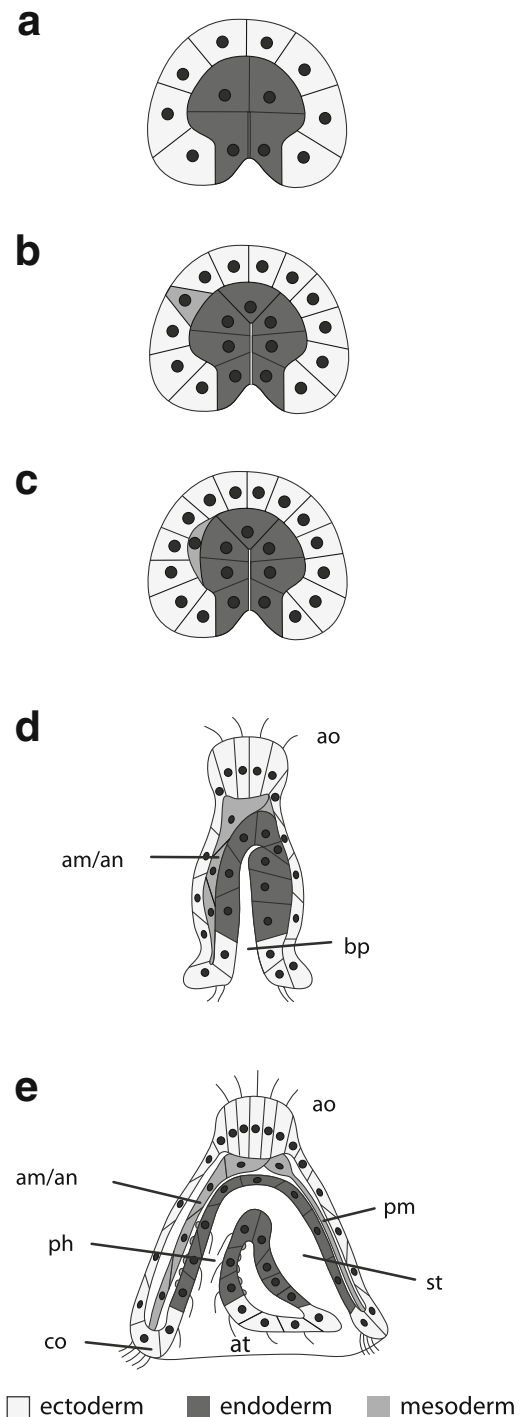 a
b
c
d
ao
am/an
bp
e
ao
am/an
pm
ph
st
co
at
ectoderm endoderm mesoderm